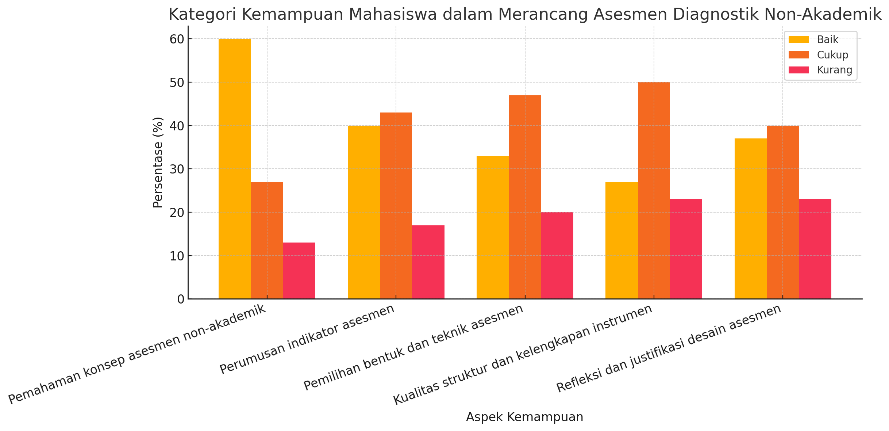 Kategori Kemampuan Mahasiswa dalam Merancang Asesmen Diagnostik Non-Akademik
Baik
Cukup
Kurang
Persentase (%)
60
50
40
30
20
10
0
Pemahaman konsep asesmen non-akademik
Perumusan indikator asesmen
Pemilihan bentuk dan teknik asesmen
Kualitas struktur dan kelengkapan instrumen
Refleksi dan justifikasi desain asesmen
Aspek Kemampuan